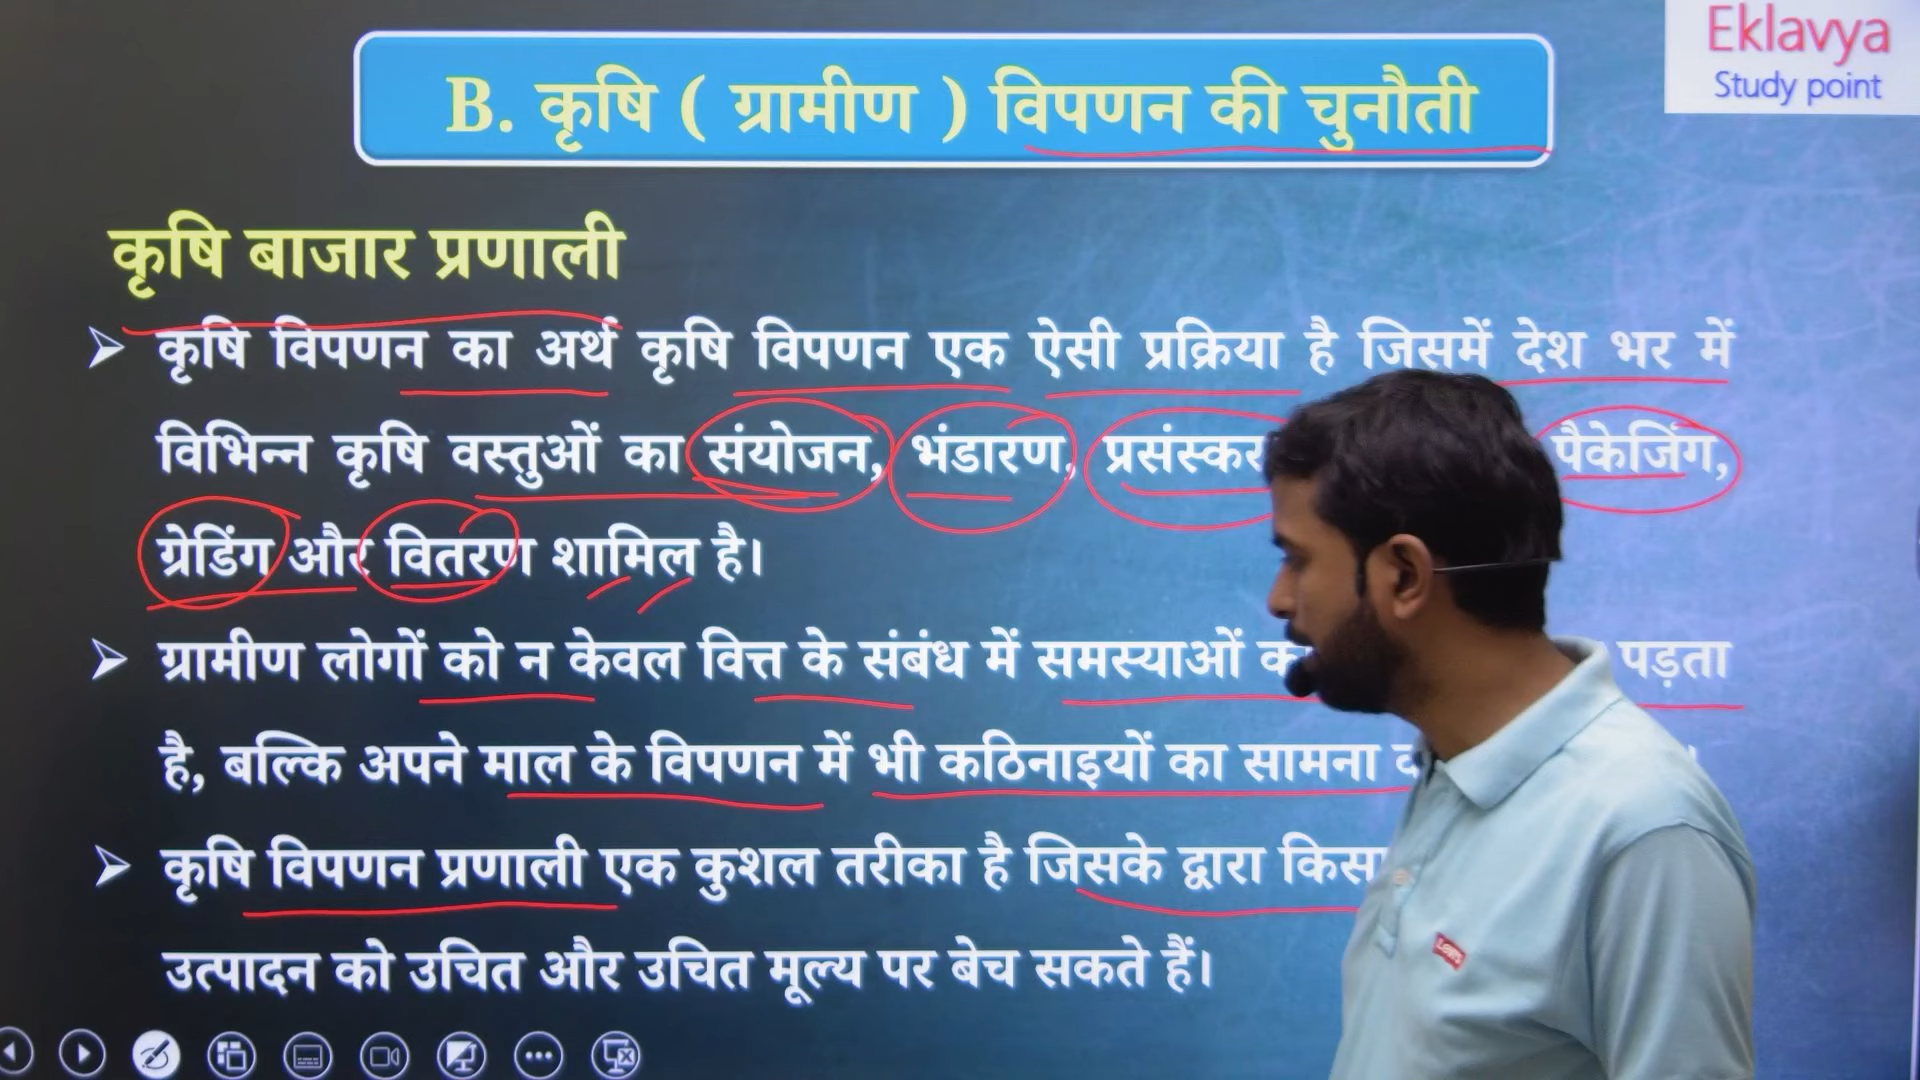 Eklavya
Study point
B. कृषि ( ग्रामीण ) विपणन की चुनौती
कृषि बाजार प्रणाली
कृषि विपणन का अर्थ कृषि विपणन एक ऐसी प्रक्रिया है जिसमें देश भर में
विभिन्न कृषि वस्तुओं का संयोजन, भंडारण, पैकेजिंग,
ग्रेडिंग और वितरण शामिल है।
ग्रामीण लोगों को न केवल वित्त के संबंध में समस्याओं पड़ता
है, बल्कि अपने माल के विपणन में भी कठिनाइयों का सामना
कृषि विपणन प्रणाली एक कुशल तरीका है जिसके द्वारा
उत्पादन को उचित और उचित मूल्य पर बेच सकते हैं।